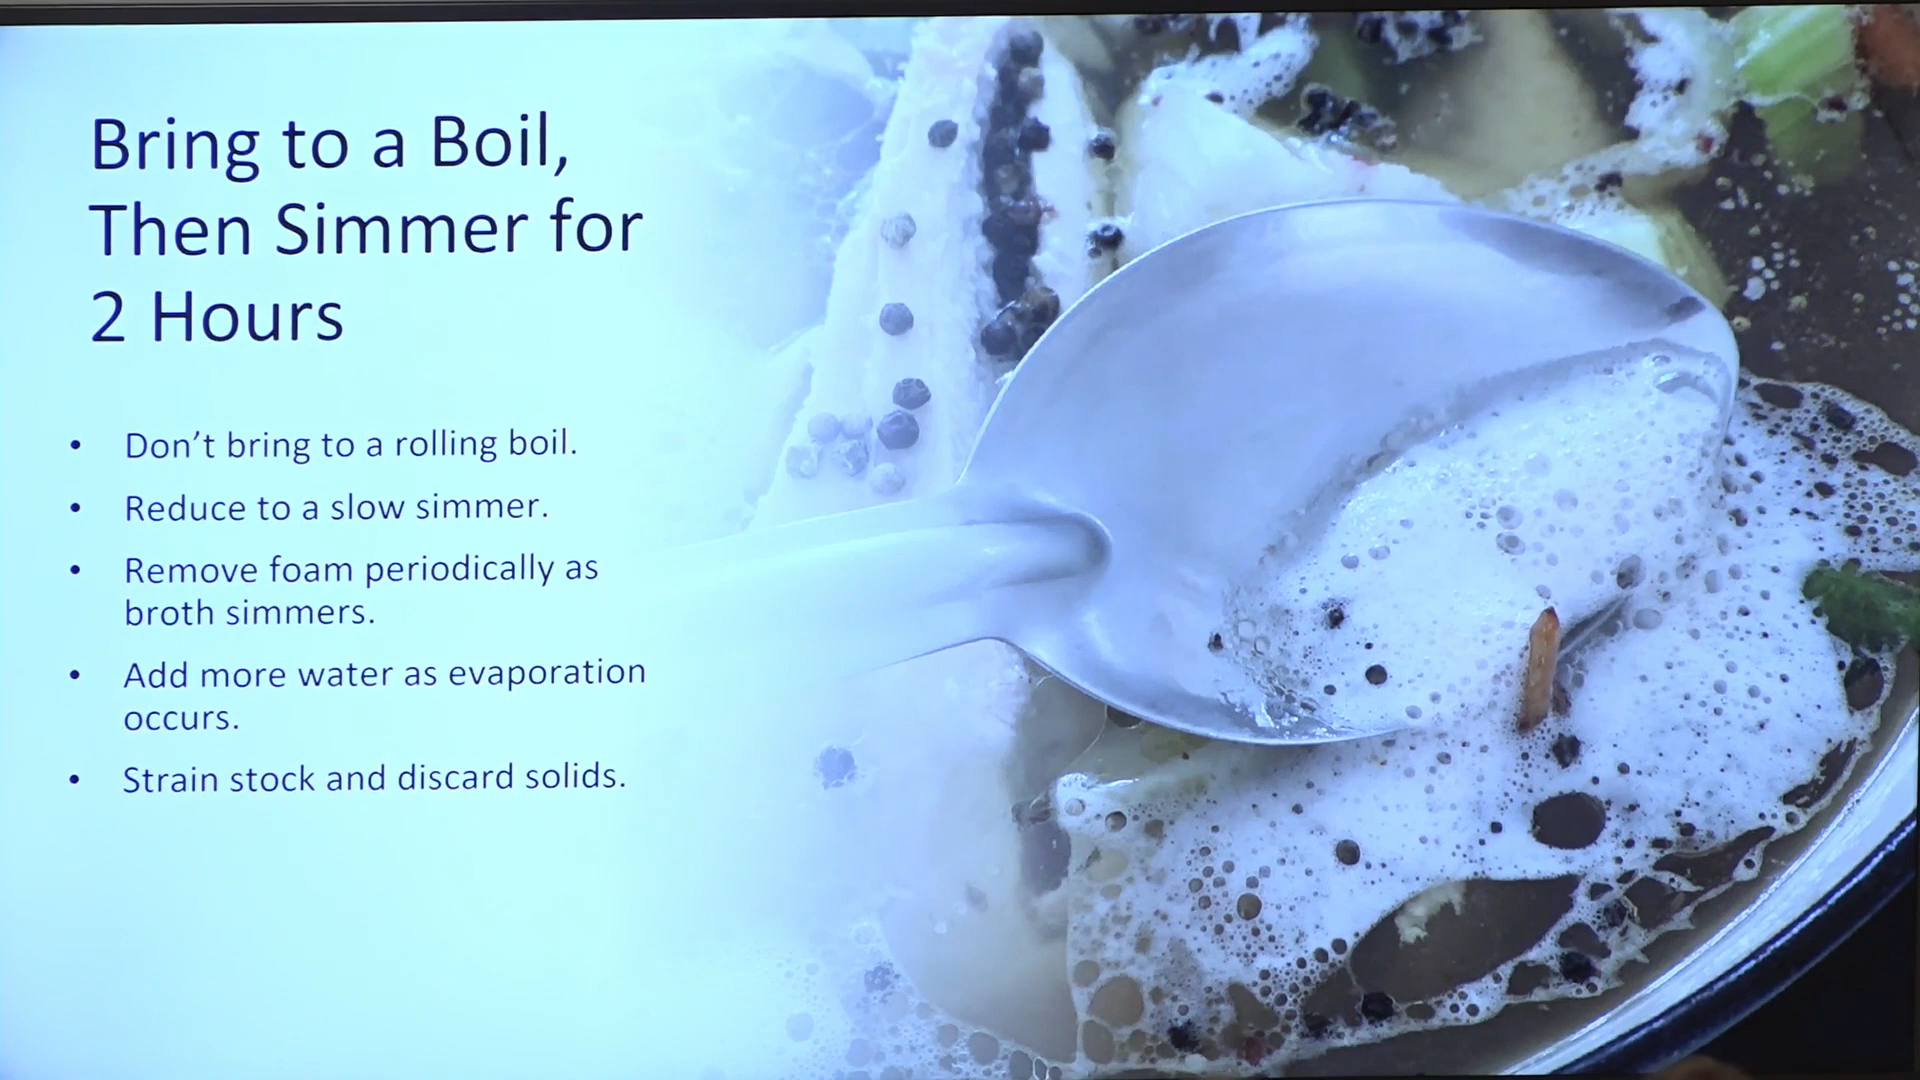 Bring to a Boil,
Then Simmer for
2 Hours
• Don’t bring to a rolling boil.
• Reduce to a slow simmer.
• Remove foam periodically as
broth simmers.
• Add more water as evaporation
occurs.
• Strain stock and discard solids.